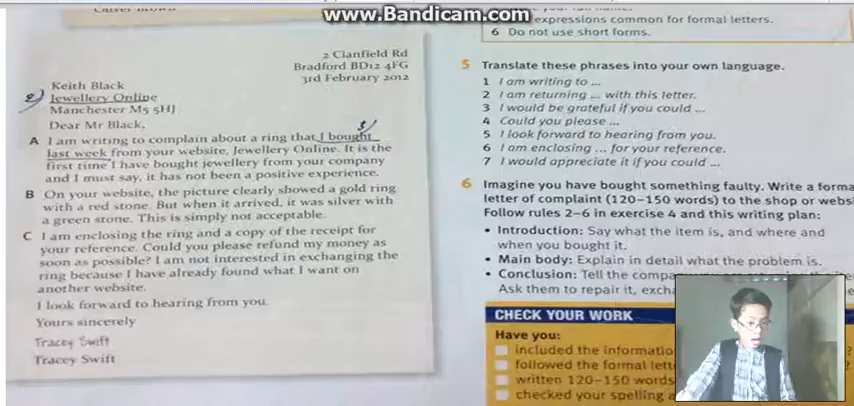 www.Bandicam.com
expressions common for formal letters.
6 Do not use short forms.
2 Clanfield Rd
Bradford BD12 4FG
3rd February 2012
Keith Black
2/ Jewellery Online
Manchester M5 5HJ
Dear Mr Black,
3/
A I am writing to complain about a ring that I bought
last week from your website, Jewellery Online. It is the
first time I have bought jewellery from your company
and I must say, it has not been a positive experience.
B On your website, the picture clearly showed a gold ring
with a red stone. But when it arrived, it was silver with
a green stone. This is simply not acceptable.
C I am enclosing the ring and a copy of the receipt for
your reference. Could you please refund my money as
soon as possible? I am not interested in exchanging the
ring because I have already found what I want on
another website.
I look forward to hearing from you.
Yours sincerely
Tracey Swift
Tracey Swift
5 Translate these phrases into your own language.
1 I am writing to ...
2 I am returning ... with this letter.
3 I would be grateful if you could ...
4 Could you please ...
5 I look forward to hearing from you.
6 I am enclosing ... for your reference.
7 I would appreciate it if you could ...
6 Imagine you have bought something faulty. Write a forma
letter of complaint (120–150 words) to the shop or webs
Follow rules 2–6 in exercise 4 and this writing plan:
• Introduction: Say what the item is, and where and
when you bought it.
• Main body: Explain in detail what the problem is.
• Conclusion: Tell the compa
Ask them to repair it, excha
CHECK YOUR WORK
Have you:
included the informatio
followed the formal lett
written 120–150 words
checked your spelling a